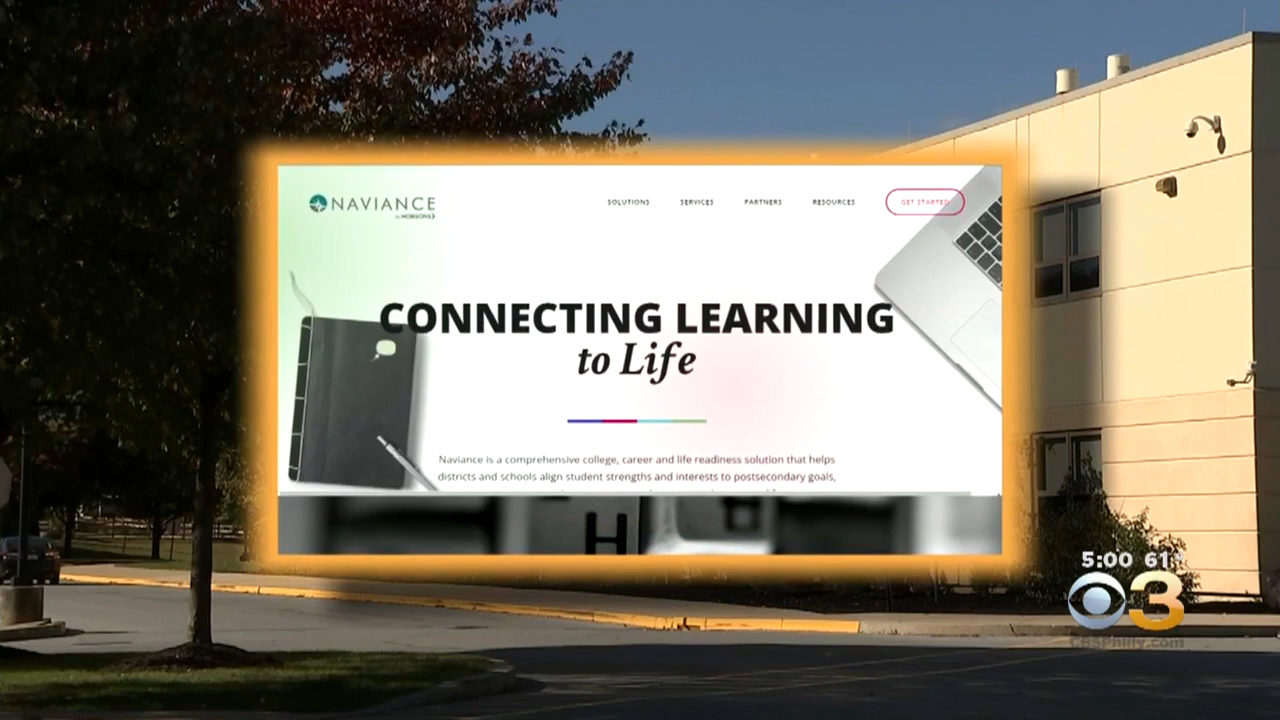 NAVIANCE
by HOBSONS
SOLUTIONS SERVICES PARTNERS RESOURCES GET STARTED
CONNECTING LEARNING
to Life
Naviance is a comprehensive college, career and life readiness solution that helps
districts and schools align student strengths and interests to postsecondary goals,
H
5:00 61°
3
CBSPhilly.com